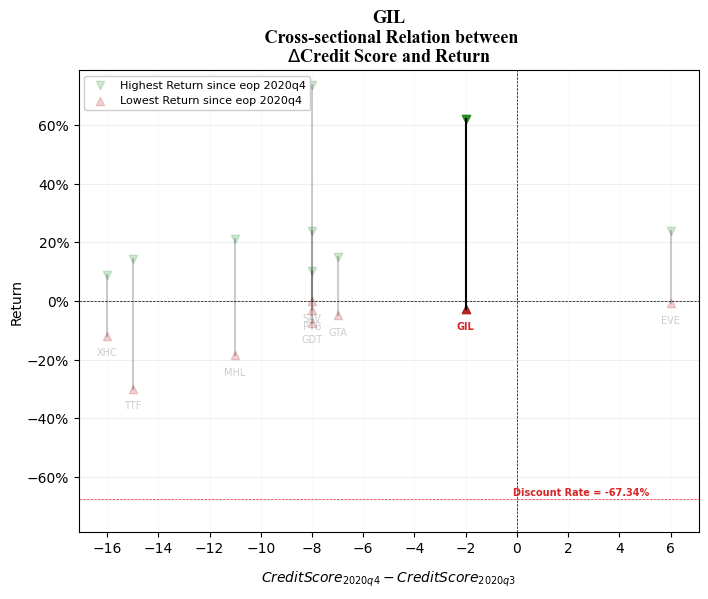 GIL
Cross-sectional Relation between
ΔCredit Score and Return
Highest Return since eop 2020q4
Lowest Return since eop 2020q4
Return
60%
40%
20%
0%
−20%
−40%
−60%
XHC
TTF
MHL
GDT
GTA
GIL
EVE
Discount Rate = -67.34%
−16
−14
−12
−10
−8
−6
−4
−2
0
2
4
6
CreditScore2020q4 − CreditScore2020q3